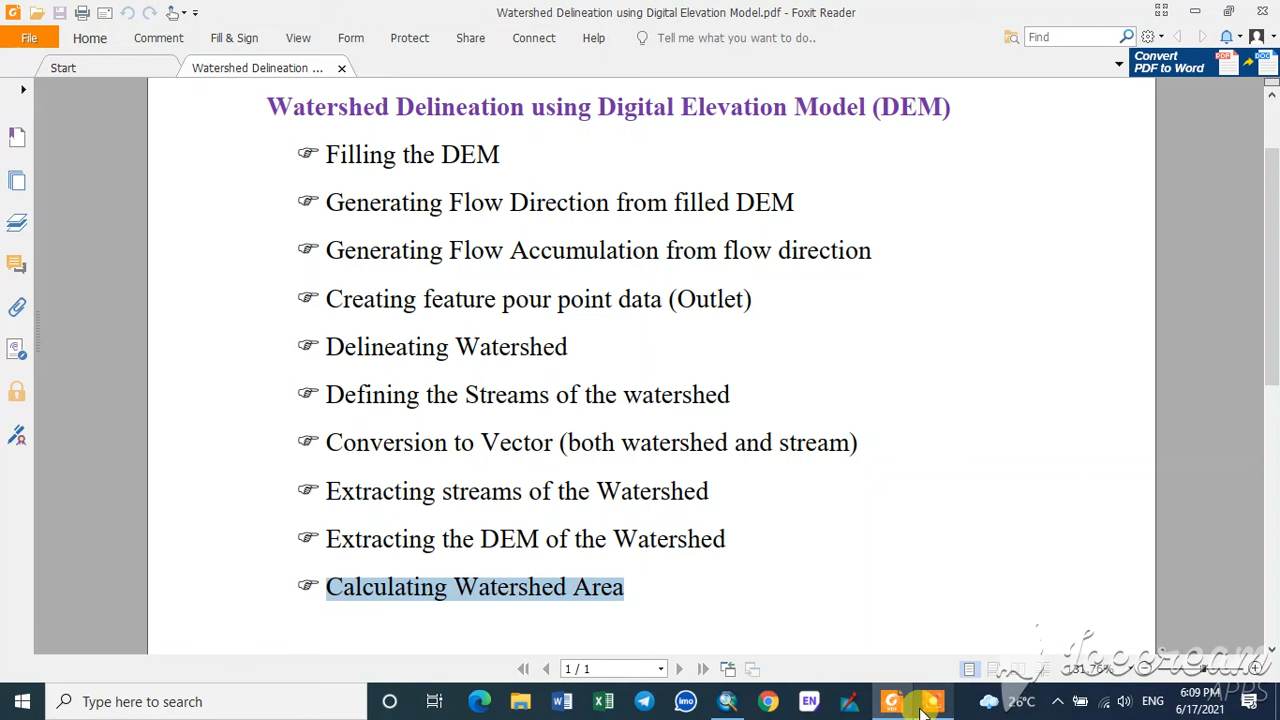 Watershed Delineation using Digital Elevation Model.pdf - Foxit Reader
File Home Comment Fill & Sign View Form Protect Share Connect Help Tell me what you want to do.. Find
Start Watershed Delineation ... Convert PDF to Word
Watershed Delineation using Digital Elevation Model (DEM)
Filling the DEM
Generating Flow Direction from filled DEM
Generating Flow Accumulation from flow direction
Creating feature pour point data (Outlet)
Delineating Watershed
Defining the Streams of the watershed
Conversion to Vector (both watershed and stream)
Extracting streams of the Watershed
Extracting the DEM of the Watershed
Calculating Watershed Area
1 / 1
Type here to search EN 26°C ENG 6:09 PM
6/17/2021